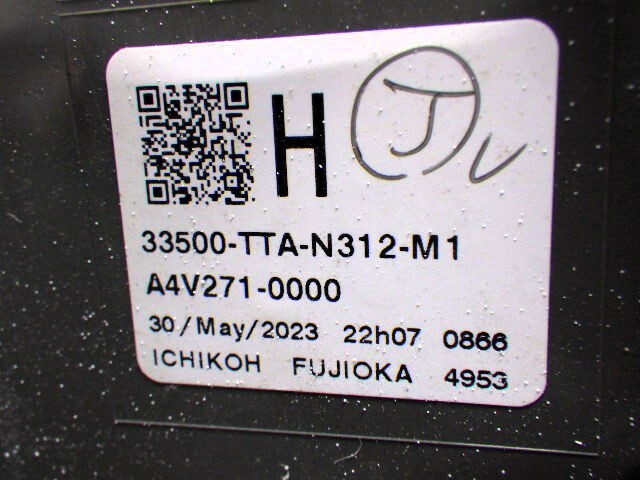 H J
33500-TTA-N312-M1
A4V271-0000
30/May/2023 22h07 0866
ICHIKOH FUJIOKA 4953